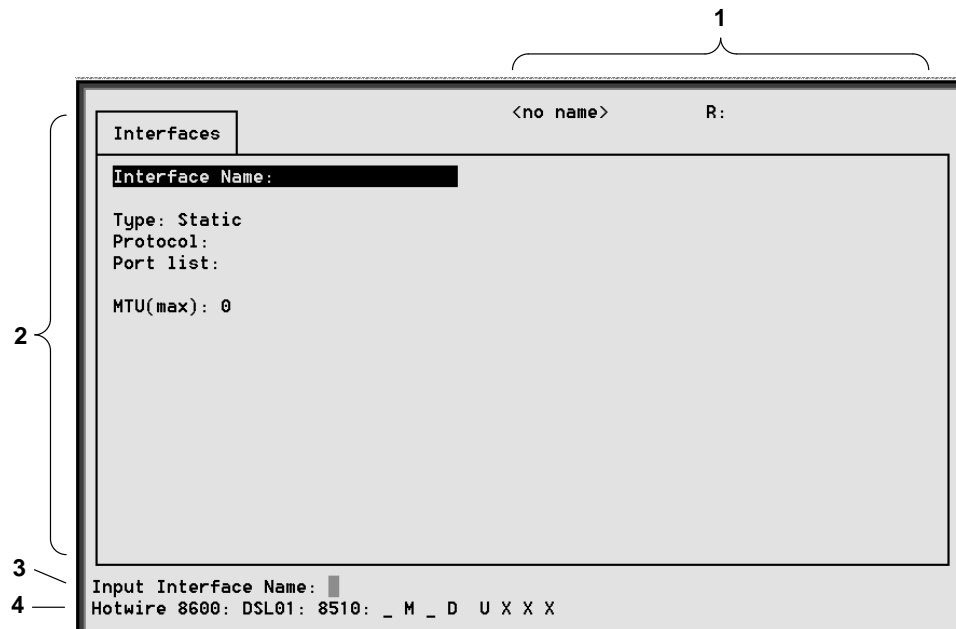 1
<no name> R:
Interfaces
Interface Name:
Type: Static
Protocol:
Port list:
MTU(max): 0
2
3
Input Interface Name:
4
Hotwire 8600: DSL01: 8510: _ M _ D U X X X